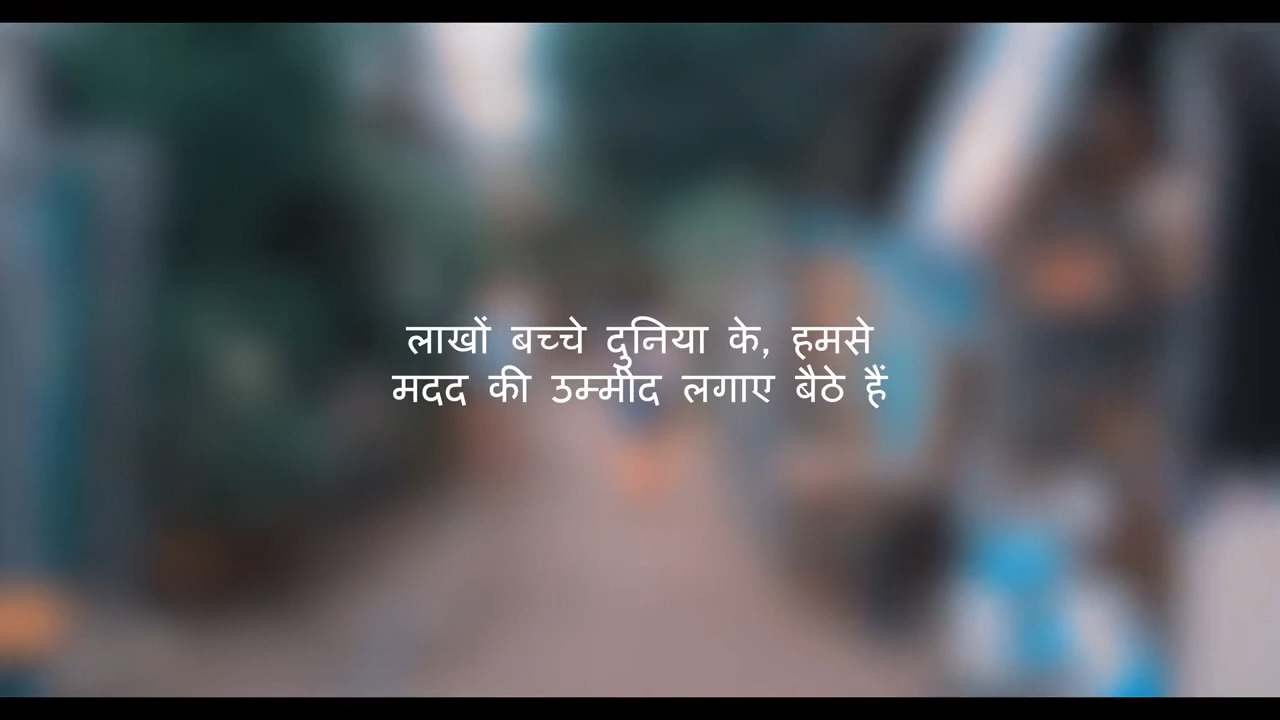 लाखों बच्चे दुनिया के, हमसे
मदद की उम्मीद लगाए बैठे हैं